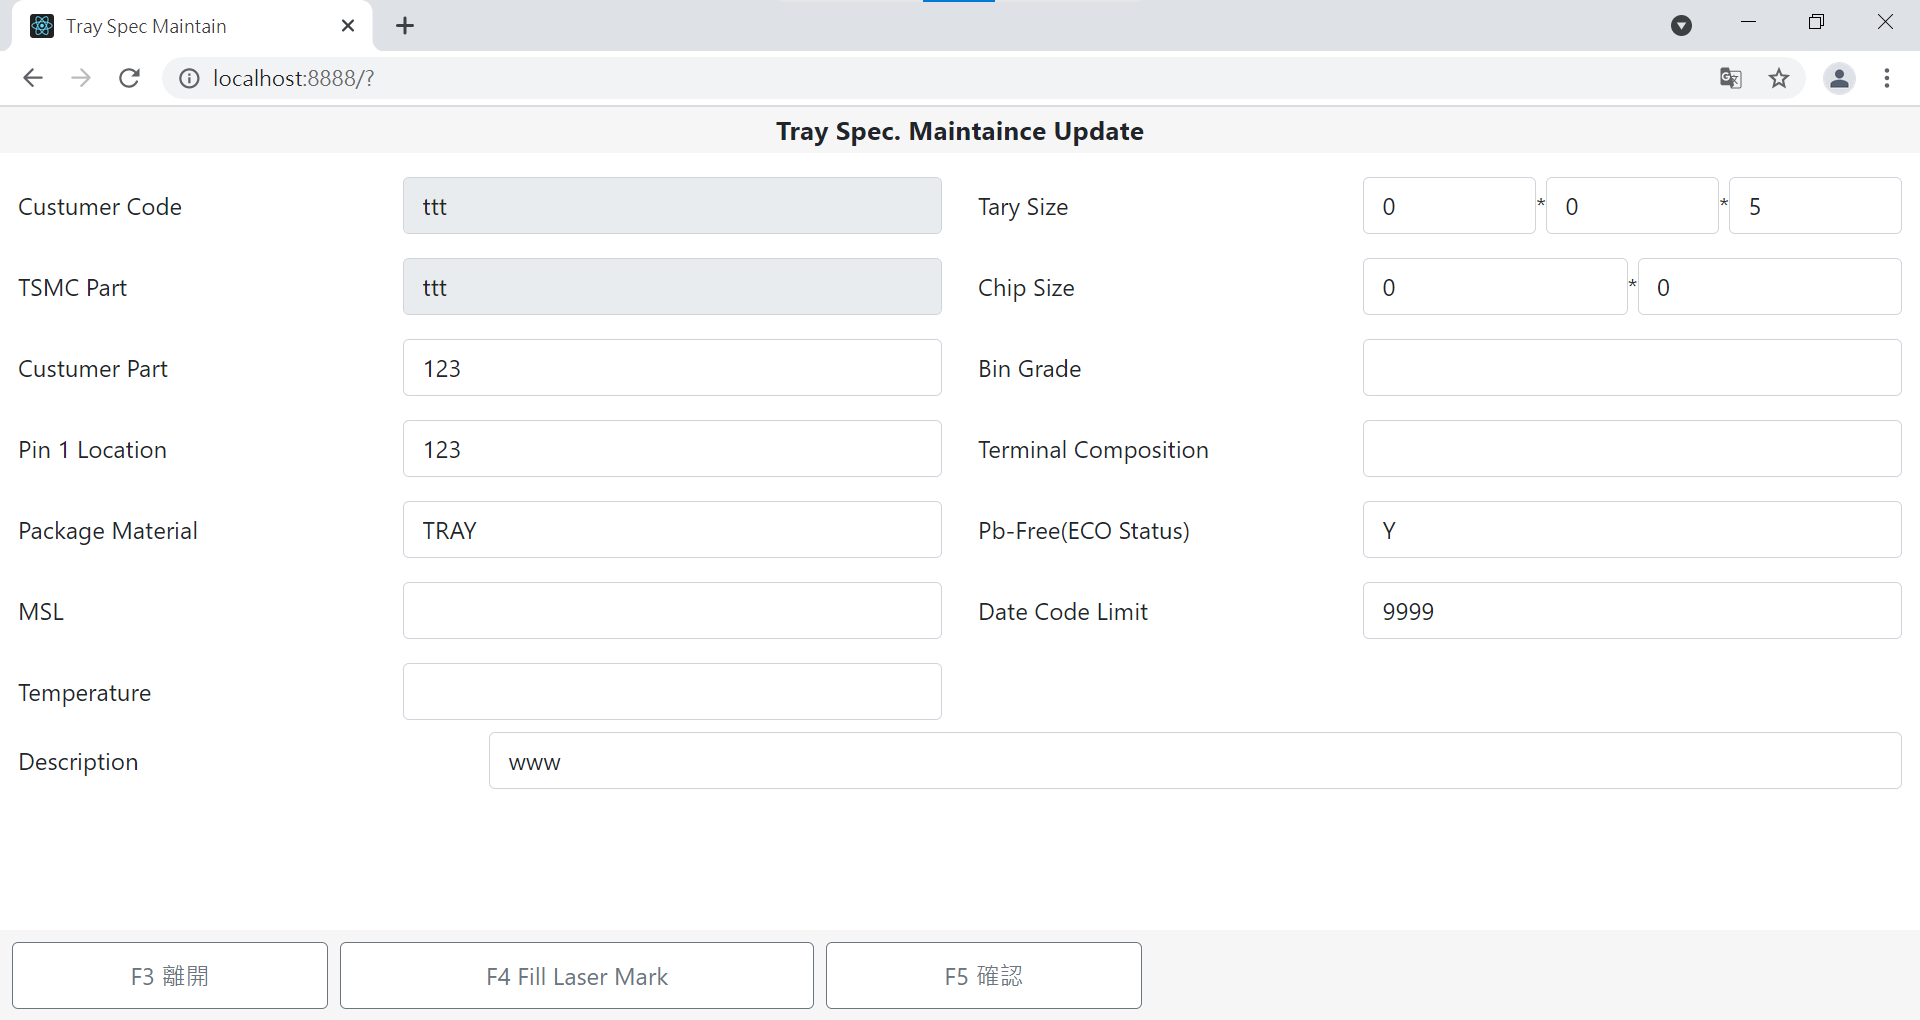 Tray Spec Maintain
localhost:8888/?
Tray Spec. Maintaince Update
Custumer Code
ttt
Tary Size
0 * 0 * 5
TSMC Part
ttt
Chip Size
0 * 0
Custumer Part
123
Bin Grade
Pin 1 Location
123
Terminal Composition
Package Material
TRAY
Pb-Free(ECO Status)
Y
MSL
Date Code Limit
9999
Temperature
Description
www
F3 離開
F4 Fill Laser Mark
F5 確認